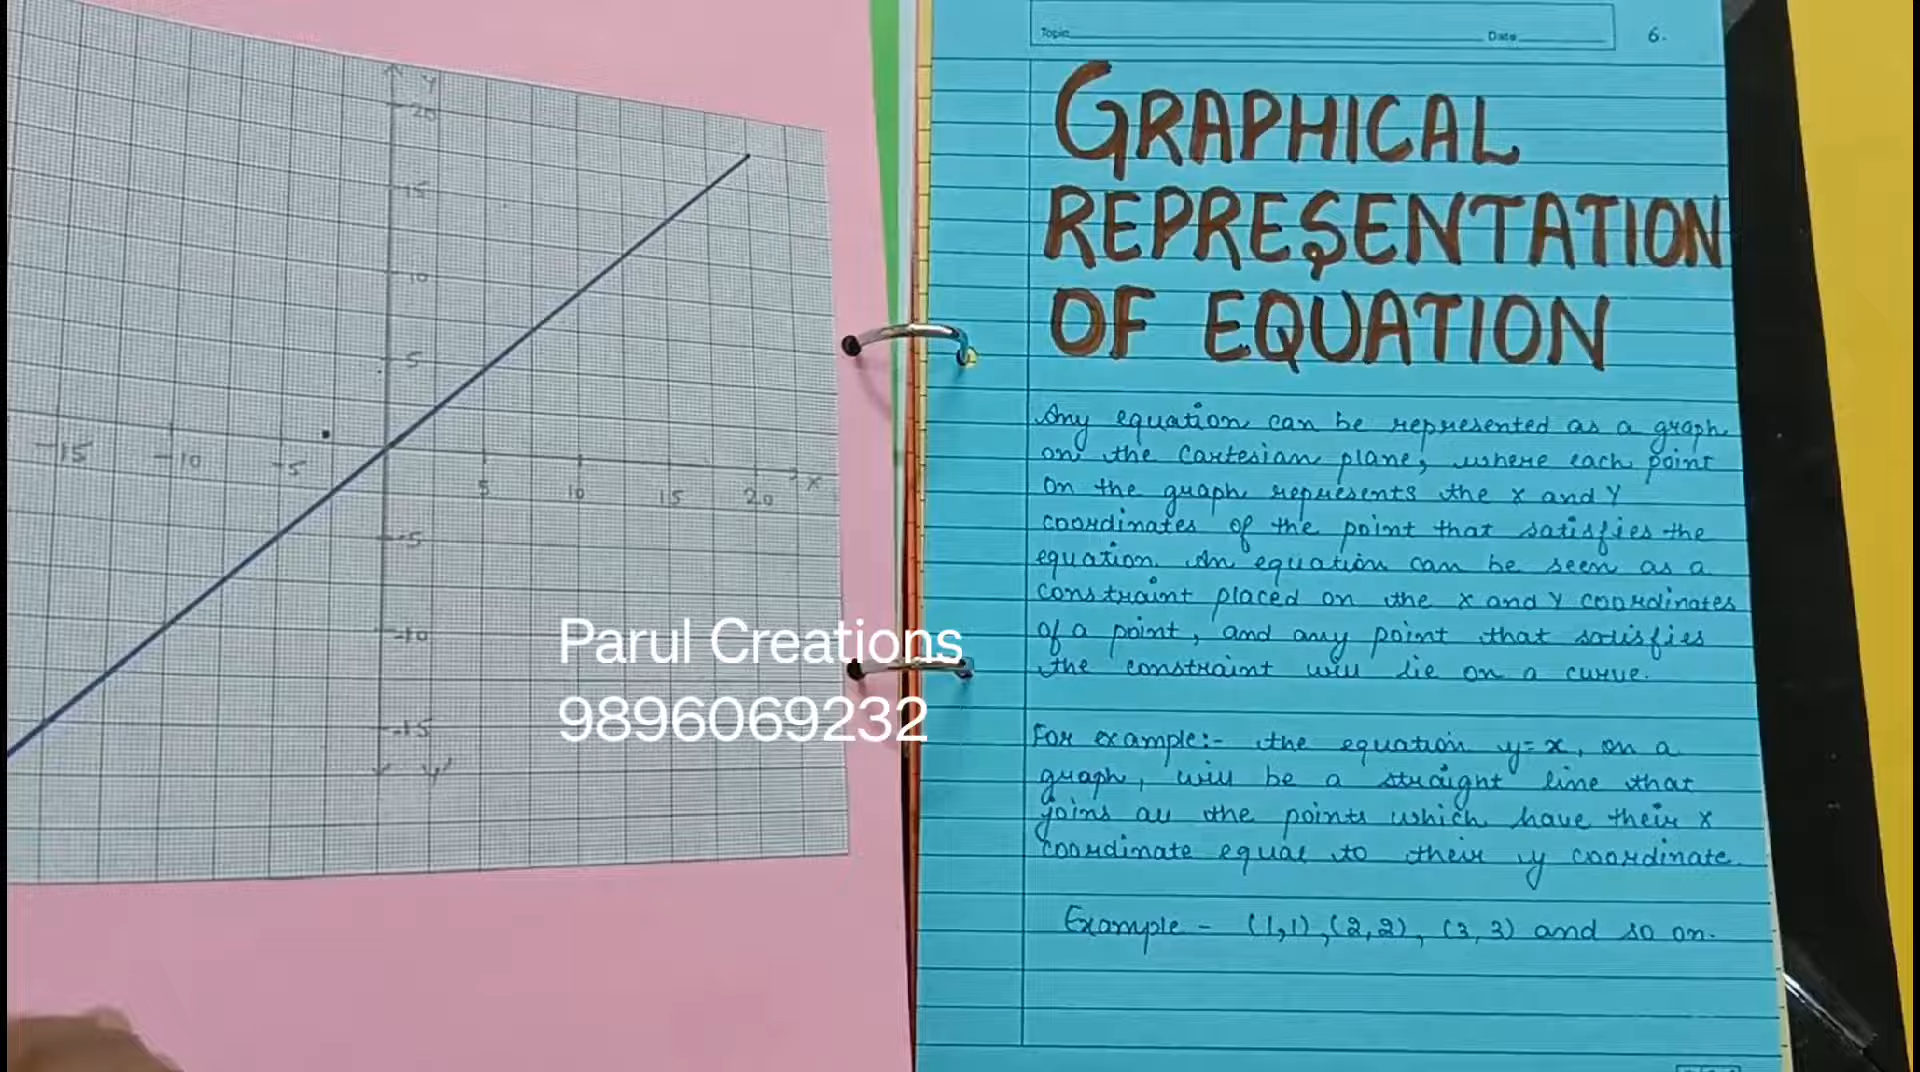 Y
20
15
10
5
-15
-10
-5
5
10
15
20
X
-5
-10
-15
Y'
Parul Creations
9896069232
Topic
Date
6.
GRAPHICAL
REPRESENTATION
OF EQUATION
Any equation can be represented as a graph
on the Cartesian plane, where each point
on the graph represents the X and Y
coordinates of the point that satisfies the
equation. An equation can be seen as a
constraint placed on the X and Y coordinates
of a point, and any point that satisfies
the constraint will lie on a curve.
For example:- the equation y=x, on a
graph, will be a straight line that
joins all the points which have their X
coordinate equal to their y coordinate.
Example - (1,1), (2,2), (3,3) and so on.